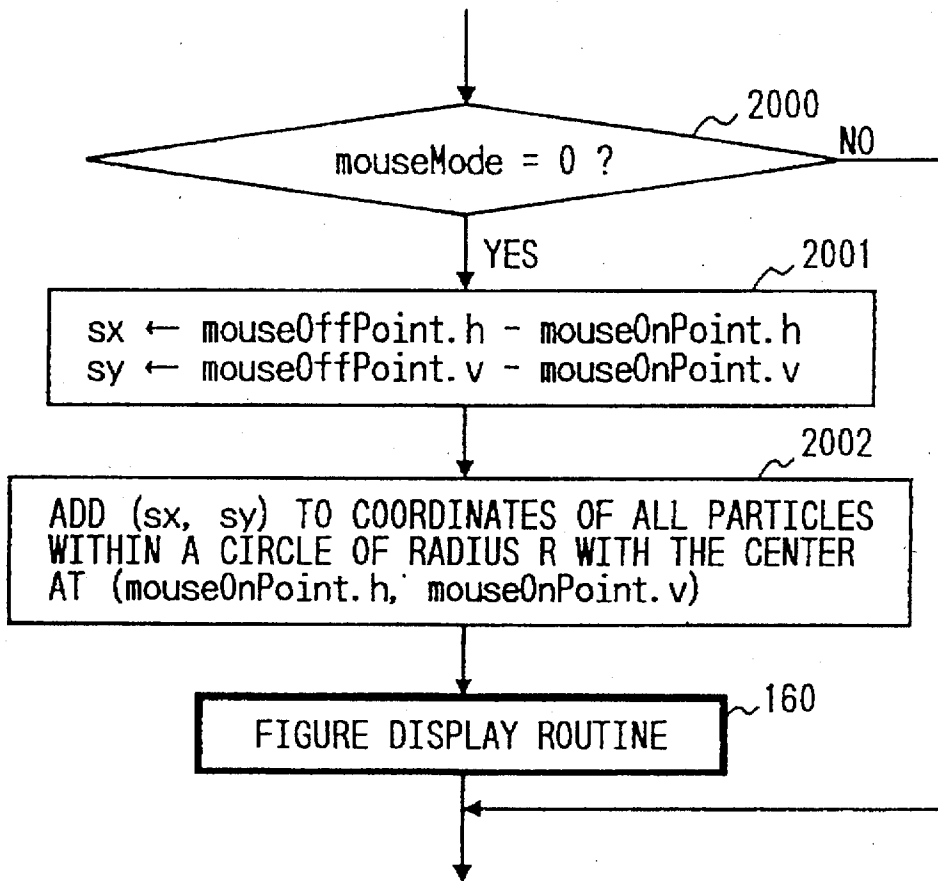 2000
mouseMode = 0 ?
NO
YES
2001
sx ← mouseOffPoint.h - mouseOnPoint.h
sy ← mouseOffPoint.v - mouseOnPoint.v
2002
ADD (sx, sy) TO COORDINATES OF ALL PARTICLES
WITHIN A CIRCLE OF RADIUS R WITH THE CENTER
AT (mouseOnPoint.h, mouseOnPoint.v)
160
FIGURE DISPLAY ROUTINE